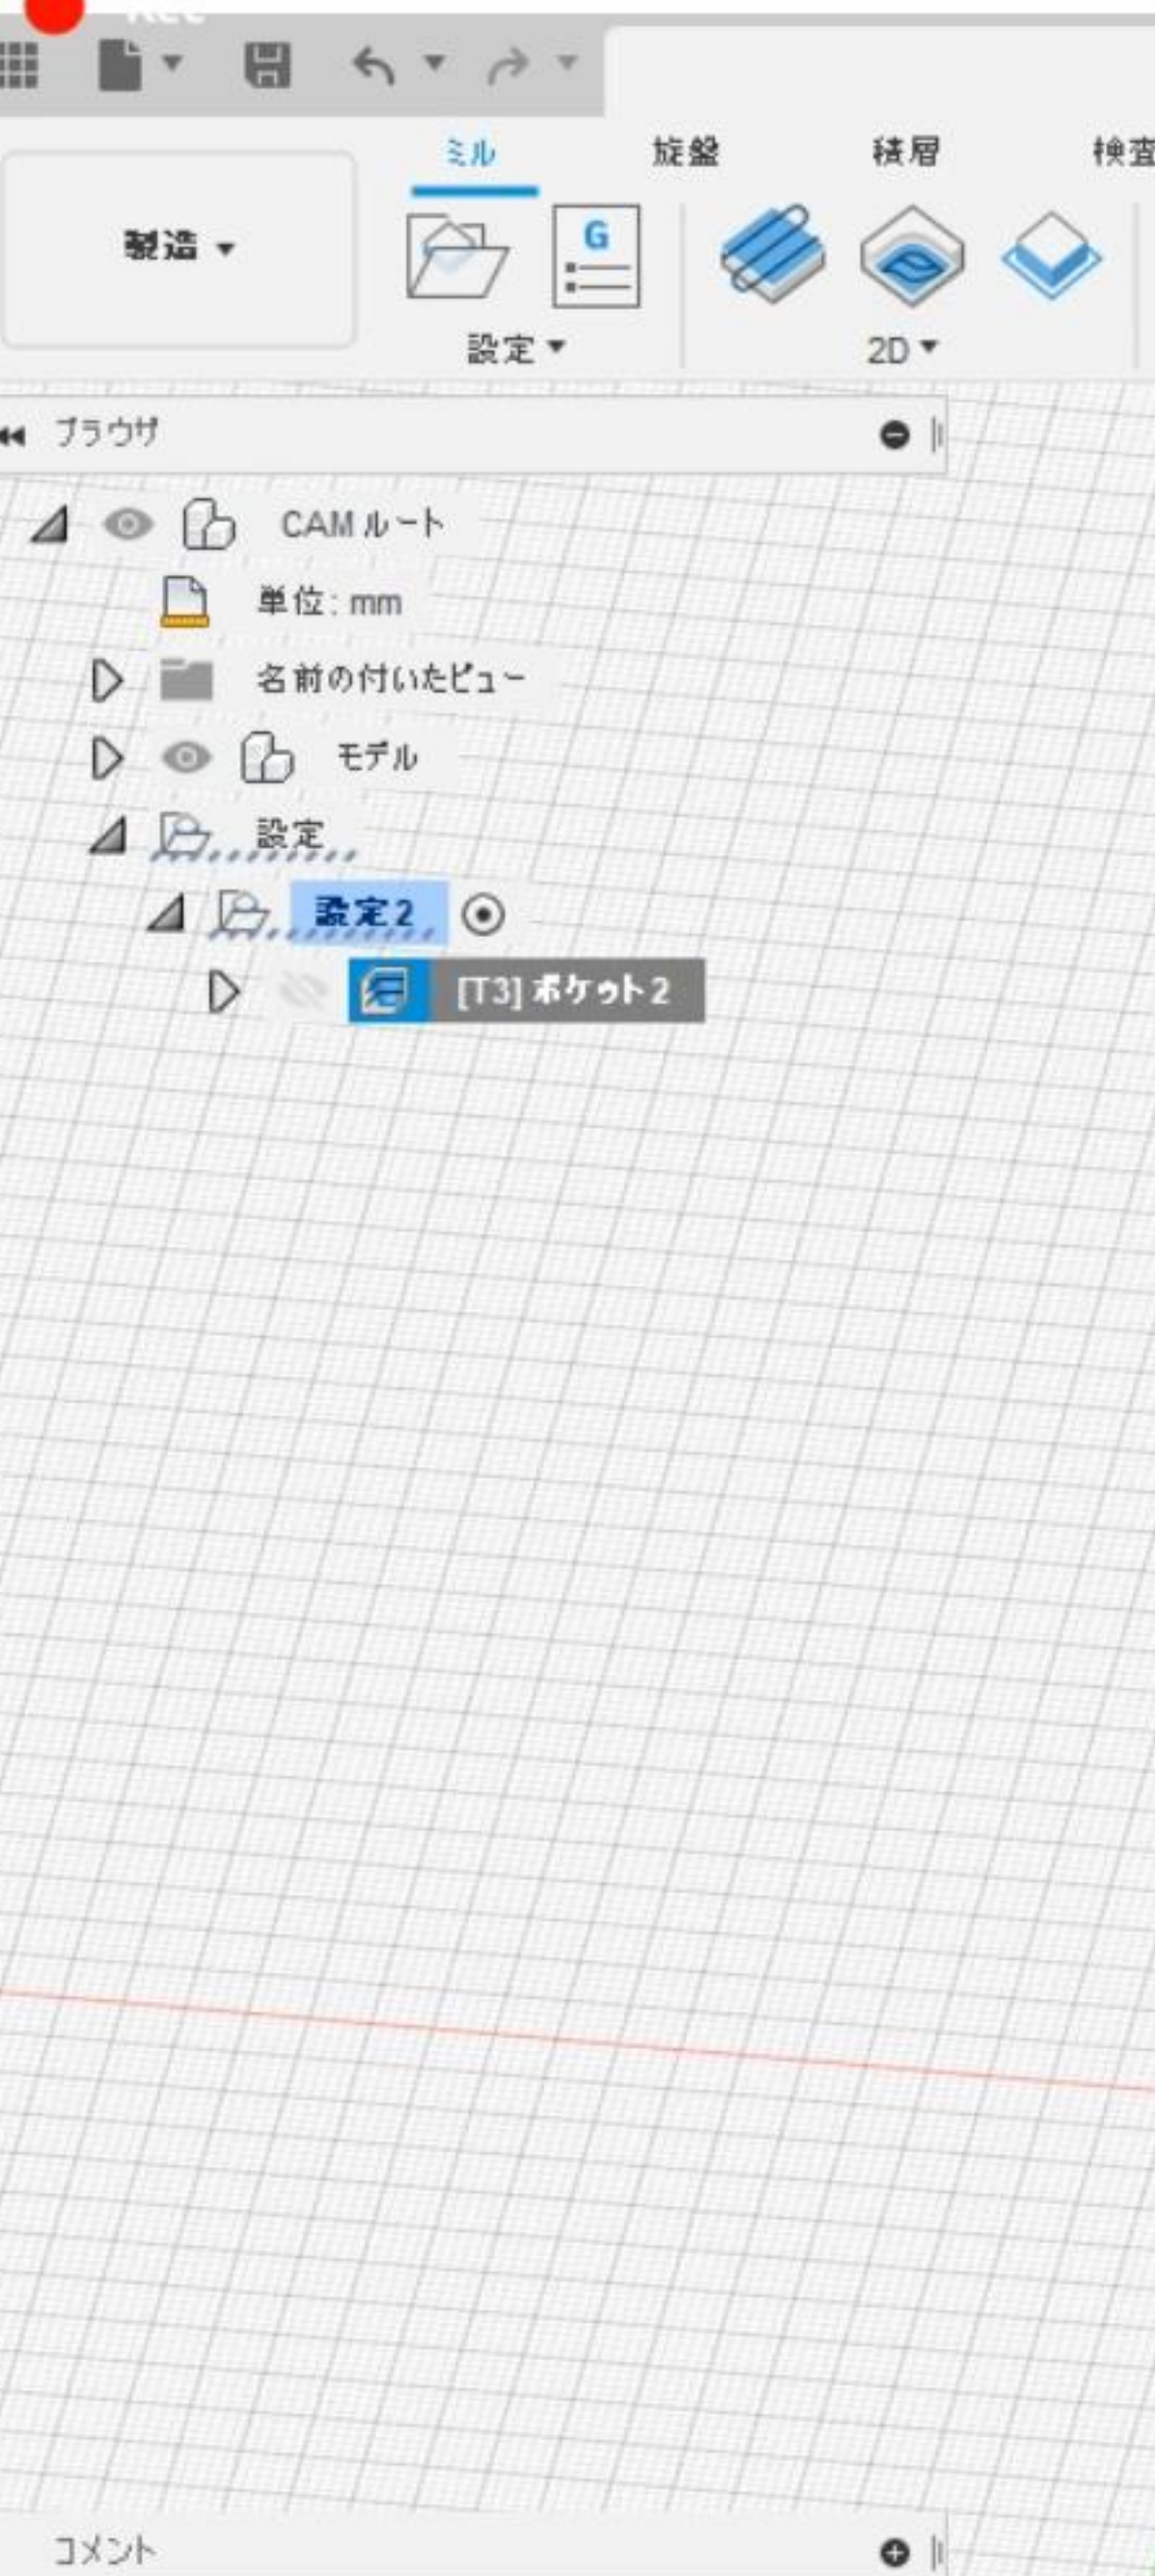 Rec
ミル 旋盤 積層 検査
製造
G
設定 2D
ブラウザ
CAM ルート
単位: mm
名前の付いたビュー
モデル
設定
設定2
[T3] ポケット2
コメント